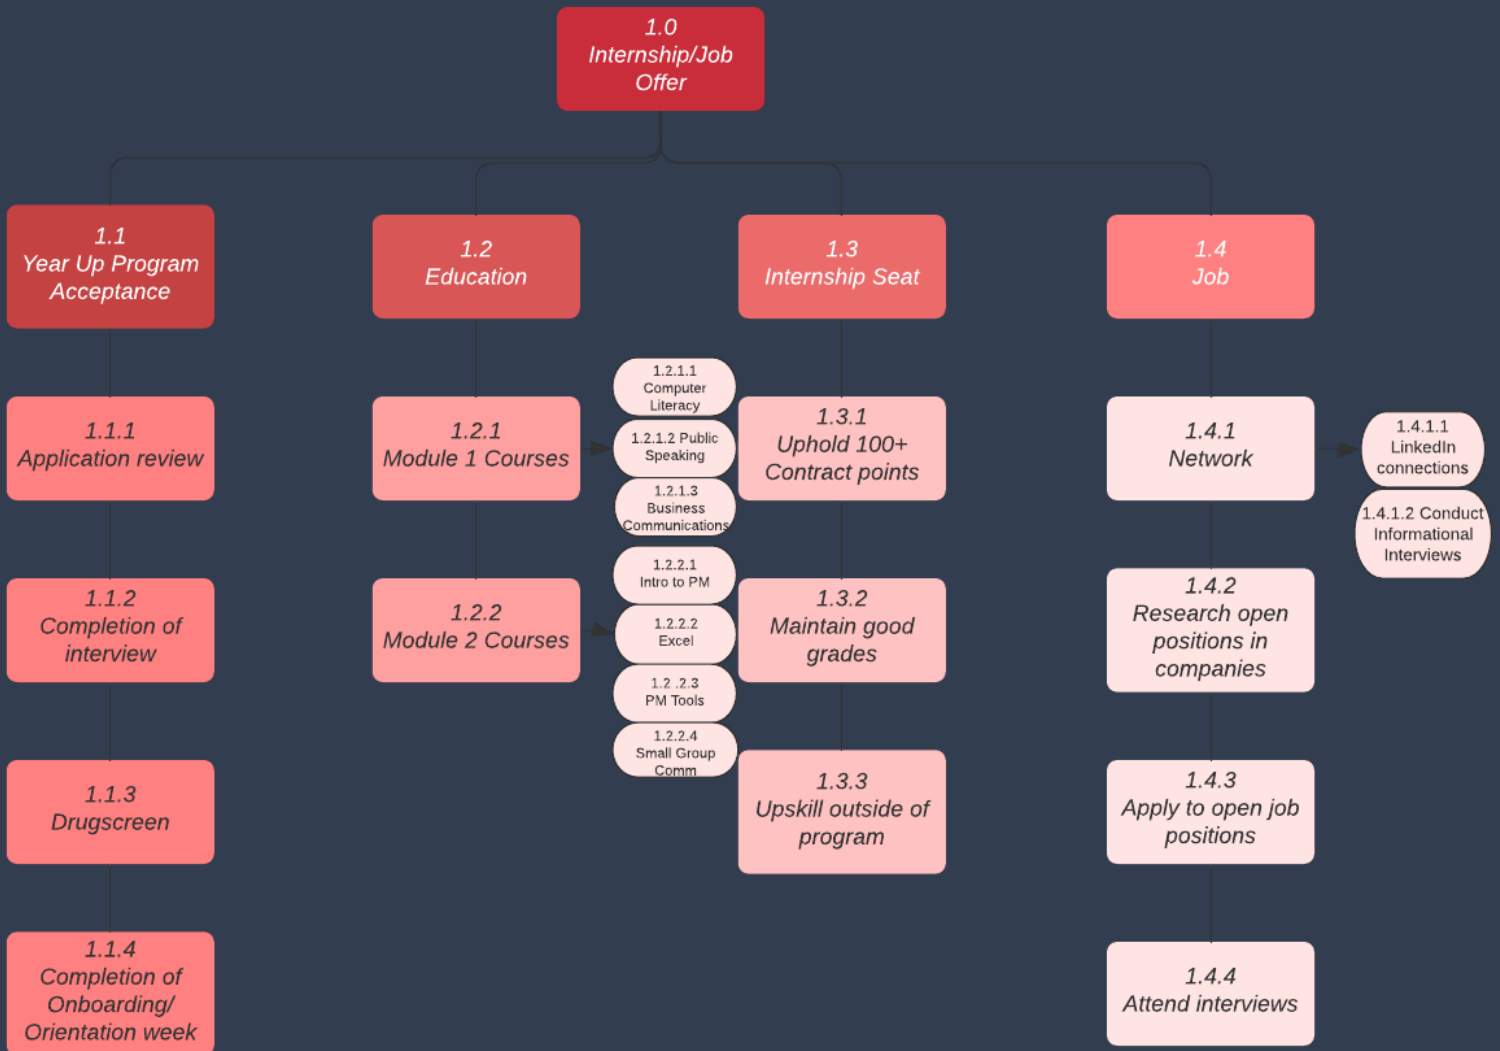 1.0
Internship/Job
Offer
1.1
Year Up Program
Acceptance
1.2
Education
1.3
Internship Seat
1.4
Job
1.1.1
Application review
1.1.2
Completion of
interview
1.1.3
Drugscreen
1.1.4
Completion of
Onboarding/
Orientation week
1.2.1
Module 1 Courses
1.2.1.1
Computer
Literacy
1.2.1.2 Public
Speaking
1.2.1.3
Business
Communications
1.2.2
Module 2 Courses
1.2.2.1
Intro to PM
1.2.2.2
Excel
1.2 .2.3
PM Tools
1.2.2.4
Small Group
Comm
1.3.1
Uphold 100+
Contract points
1.3.2
Maintain good
grades
1.3.3
Upskill outside of
program
1.4.1
Network
1.4.1.1
LinkedIn
connections
1.4.1.2 Conduct
Informational
Interviews
1.4.2
Research open
positions in
companies
1.4.3
Apply to open job
positions
1.4.4
Attend interviews